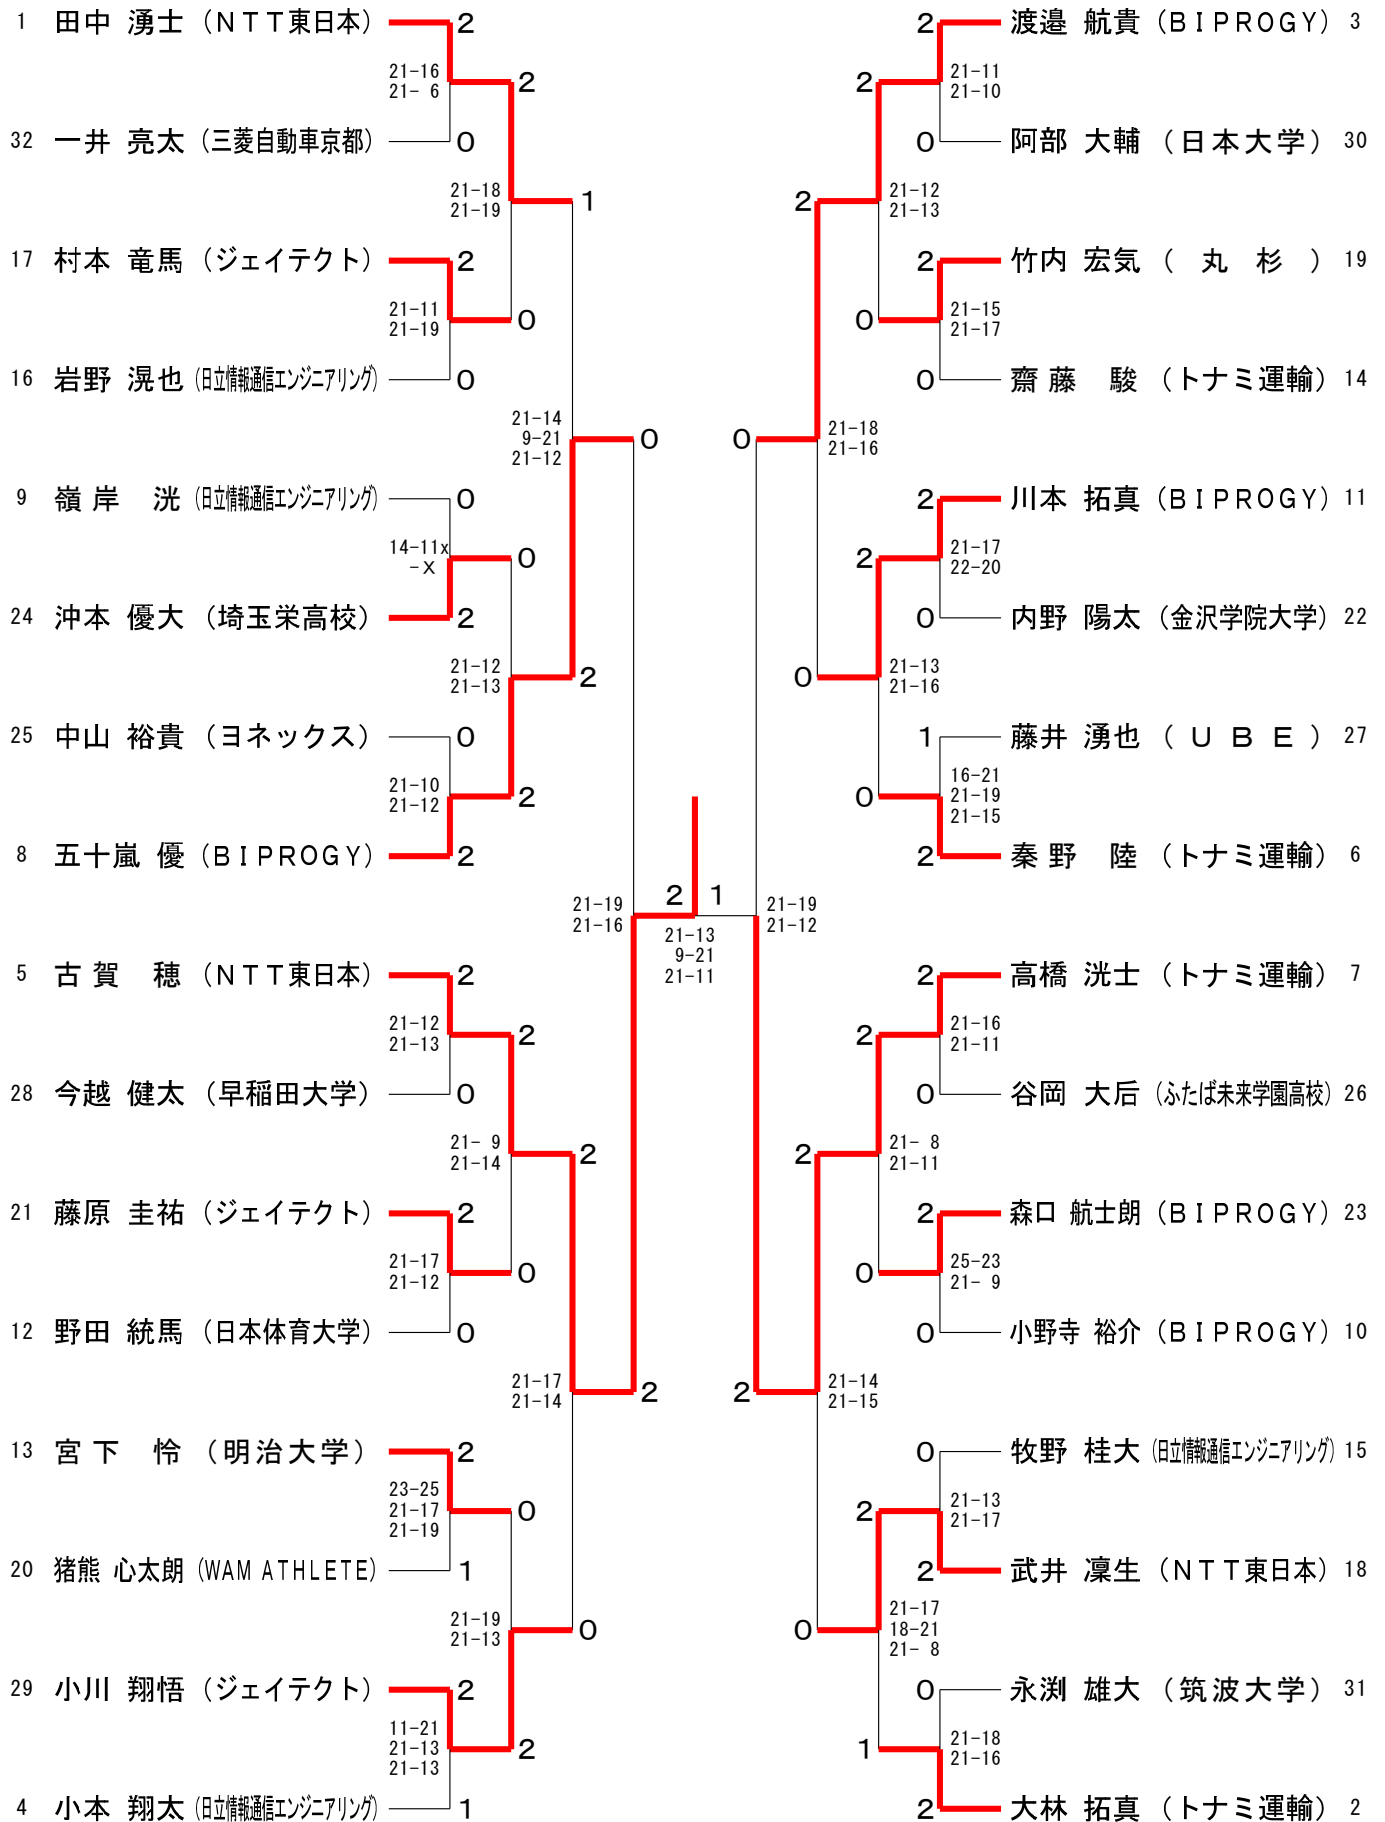 1 田中 湧士 (ＮＴＴ東日本) 2
21-16
21- 6
2
32 一井 亮太 (三菱自動車京都) 0
21-18
21-19
1
17 村本 竜馬 (ジェイテクト) 2
21-11
21-19
0
16 岩野 滉也 (日立情報通信エンジニアリング) 0
21-14
9-21
21-12
0
9 嶺岸 洸 (日立情報通信エンジニアリング) 0
14-11x
-X
0
24 沖本 優大 (埼玉栄高校) 2
21-12
21-13
2
25 中山 裕貴 (ヨネックス) 0
21-10
21-12
2
8 五十嵐 優 (ＢＩＰＲＯＧＹ) 2
21-19
21-16
5 古賀 穂 (ＮＴＴ東日本) 2
21-12
21-13
2
28 今越 健太 (早稲田大学) 0
21- 9
21-14
2
21 藤原 圭祐 (ジェイテクト) 2
21-17
21-12
0
12 野田 統馬 (日本体育大学) 0
21-17
21-14
2
13 宮下 怜 (明治大学) 2
23-25
21-17
21-19
0
20 猪熊 心太朗 (WAM ATHLETE) 1
21-19
21-13
0
29 小川 翔悟 (ジェイテクト) 2
11-21
21-13
21-13
2
4 小本 翔太 (日立情報通信エンジニアリング) 1
2 1
21-13
9-21
21-11
2 渡邉 航貴 (ＢＩＰＲＯＧＹ) 3
2
21-11
21-10
0 阿部 大輔 (日本大学) 30
2
21-12
21-13
2 竹内 宏気 (丸杉) 19
0
21-15
21-17
0 齋藤 駿 (トナミ運輸) 14
0
21-18
21-16
2 川本 拓真 (ＢＩＰＲＯＧＹ) 11
2
21-17
22-20
0 内野 陽太 (金沢学院大学) 22
0
21-13
21-16
1 藤井 湧也 (ＵＢＥ) 27
0
16-21
21-19
21-15
2 秦野 陸 (トナミ運輸) 6
21-19
21-12
2 高橋 洸士 (トナミ運輸) 7
2
21-16
21-11
0 谷岡 大后 (ふたば未来学園高校) 26
2
21- 8
21-11
2 森口 航士朗 (ＢＩＰＲＯＧＹ) 23
0
25-23
21- 9
0 小野寺 裕介 (ＢＩＰＲＯＧＹ) 10
2
21-14
21-15
0 牧野 桂大 (日立情報通信エンジニアリング) 15
2
21-13
21-17
2 武井 凜生 (ＮＴＴ東日本) 18
0
21-17
18-21
21- 8
0 永渕 雄大 (筑波大学) 31
1
21-18
21-16
2 大林 拓真 (トナミ運輸) 2